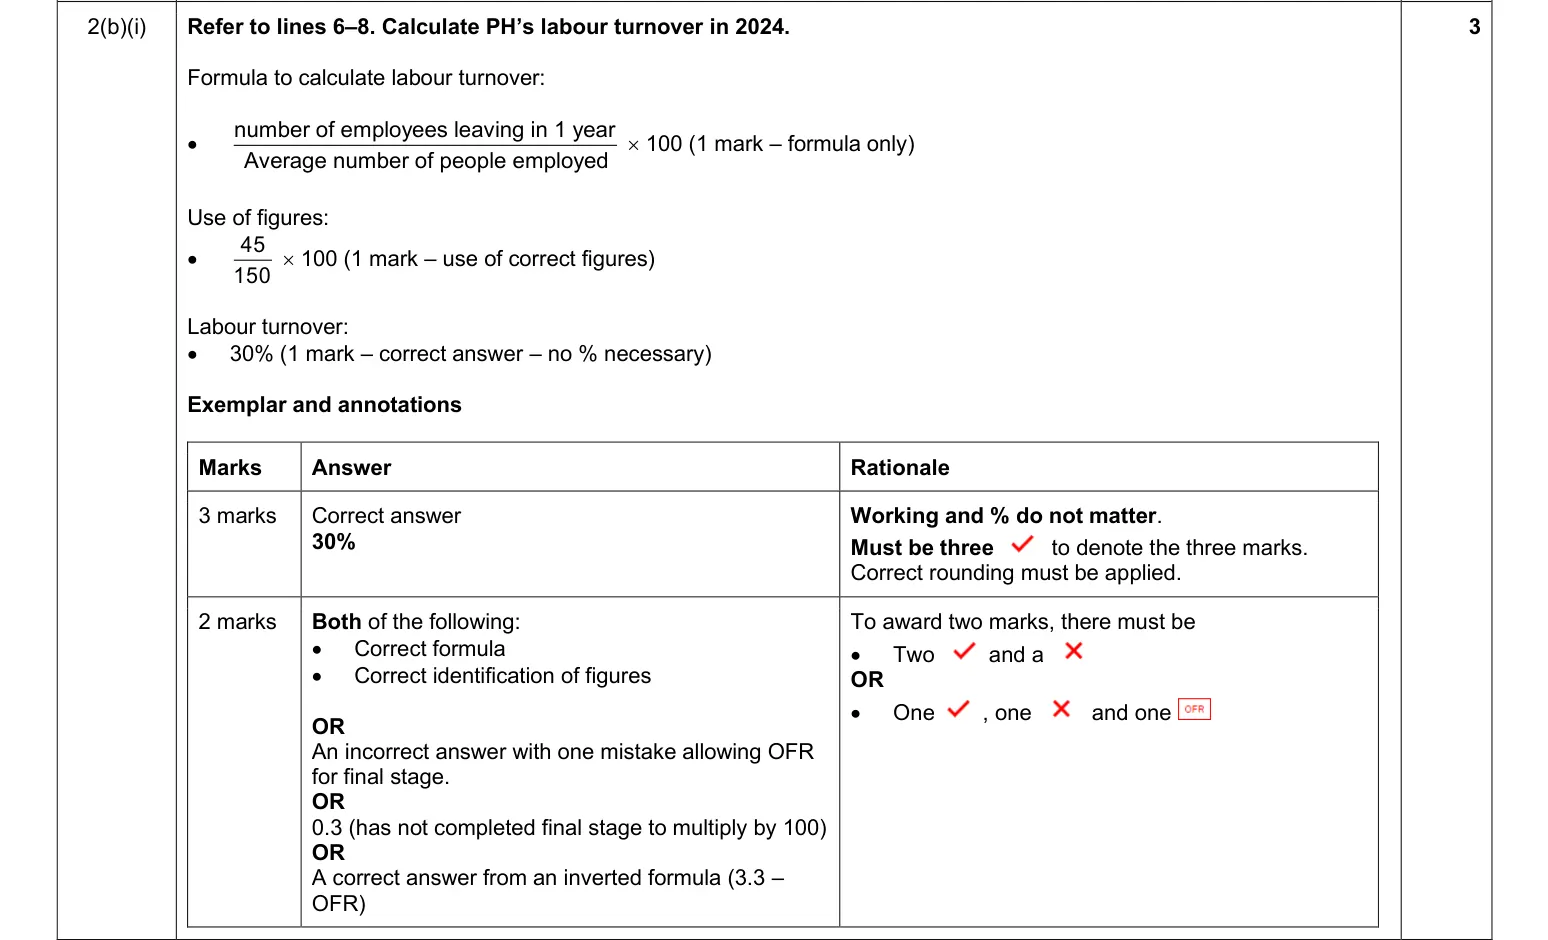 2(b)(i)
Refer to lines 6–8. Calculate PH’s labour turnover in 2024.
3
Formula to calculate labour turnover:
• number of employees leaving in 1 year
Average number of people employed
× 100 (1 mark – formula only)
Use of figures:
• 45
150
× 100 (1 mark – use of correct figures)
Labour turnover:
• 30% (1 mark – correct answer – no % necessary)
Exemplar and annotations
Marks
Answer
Rationale
3 marks
Correct answer
30%
Working and % do not matter.
Must be three ✓ to denote the three marks.
Correct rounding must be applied.
2 marks
Both of the following:
• Correct formula
• Correct identification of figures
OR
An incorrect answer with one mistake allowing OFR
for final stage.
OR
0.3 (has not completed final stage to multiply by 100)
OR
A correct answer from an inverted formula (3.3 –
OFR)
To award two marks, there must be
• Two ✓ and a ✗
OR
• One ✓ , one ✗ and one OFR